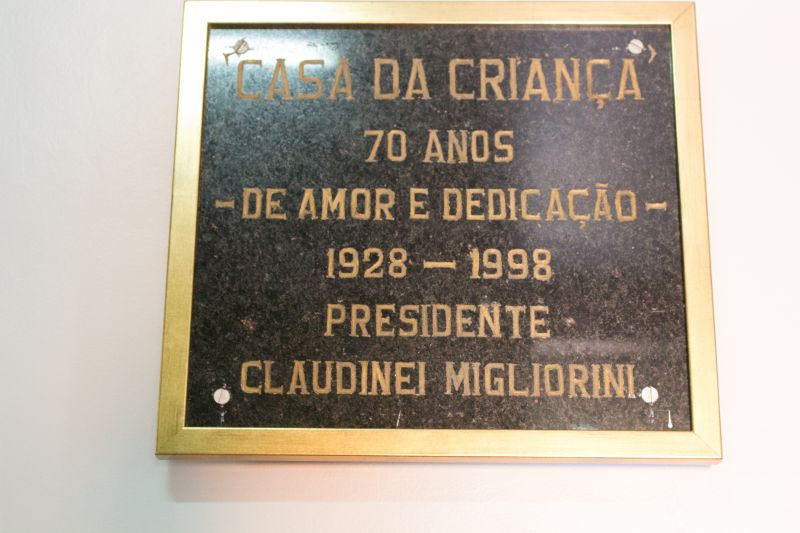 CASA DA CRIANÇA
70 ANOS
- DE AMOR E DEDICAÇÃO -
1928 - 1998
PRESIDENTE
CLAUDINEI MIGLIORINI